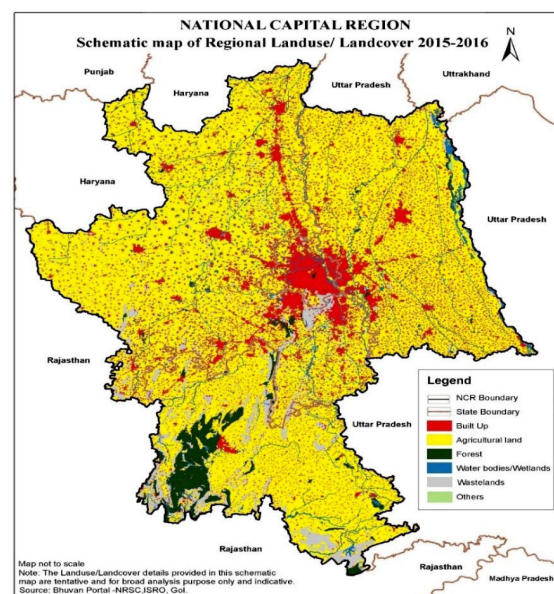 NATIONAL CAPITAL REGION
Schematic map of Regional Landuse/ Landcover 2015-2016
N
Punjab
Haryana
Uttar Pradesh
Uttrakhand
Haryana
Uttar Pradesh
Rajasthan
Uttar Pradesh
Legend
NCR Boundary
State Boundary
Built Up
Agricultural land
Forest
Water bodies/Wetlands
Wastelands
Others
Rajasthan
Rajasthan
Madhya Pradesh
Map not to scale
Note: The Landuse/Landcover details provided in this schematic
map are tentative and for broad analysis purpose only and indicative.
Source: Bhuvan Portal -NRSC,ISRO, GoI.